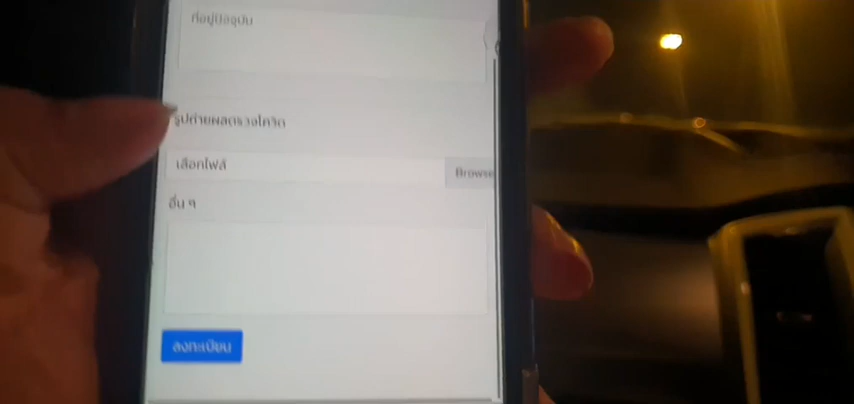 ที่อยู่ปัจจุบัน
รูปถ่ายผลตรวจโควิด
เลือกไฟล์
Browse
อื่น ๆ
ลงทะเบียน